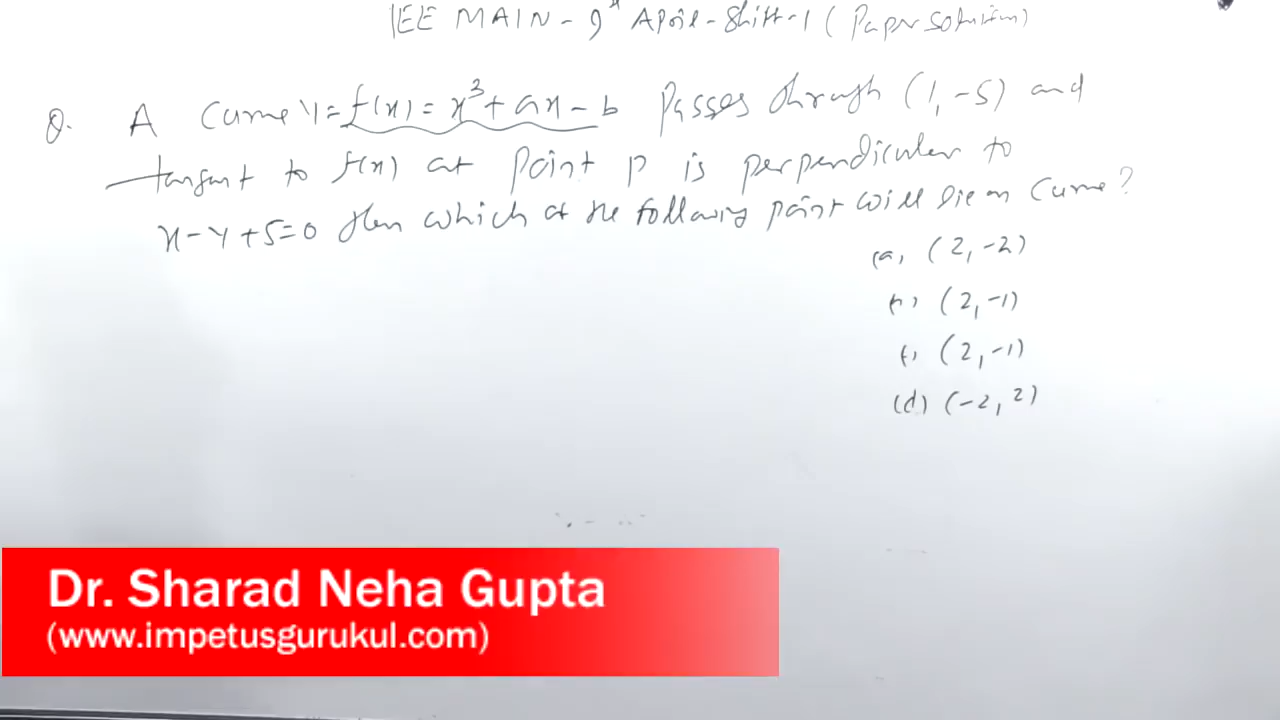 JEE MAIN - 9th April - Shift-1 (Paper solution)
Q. A Curve y = f(x) = x³ + ax - b passes through (1, -5) and
tangent to f(x) at point P is perpendicular to
x - y + 5 = 0 then which of the following point will lie on curve?
(a) (2, -2)
(2, -1)
(2, -1)
(d) (-2, 2)
Dr. Sharad Neha Gupta
(www.impetusgurukul.com)